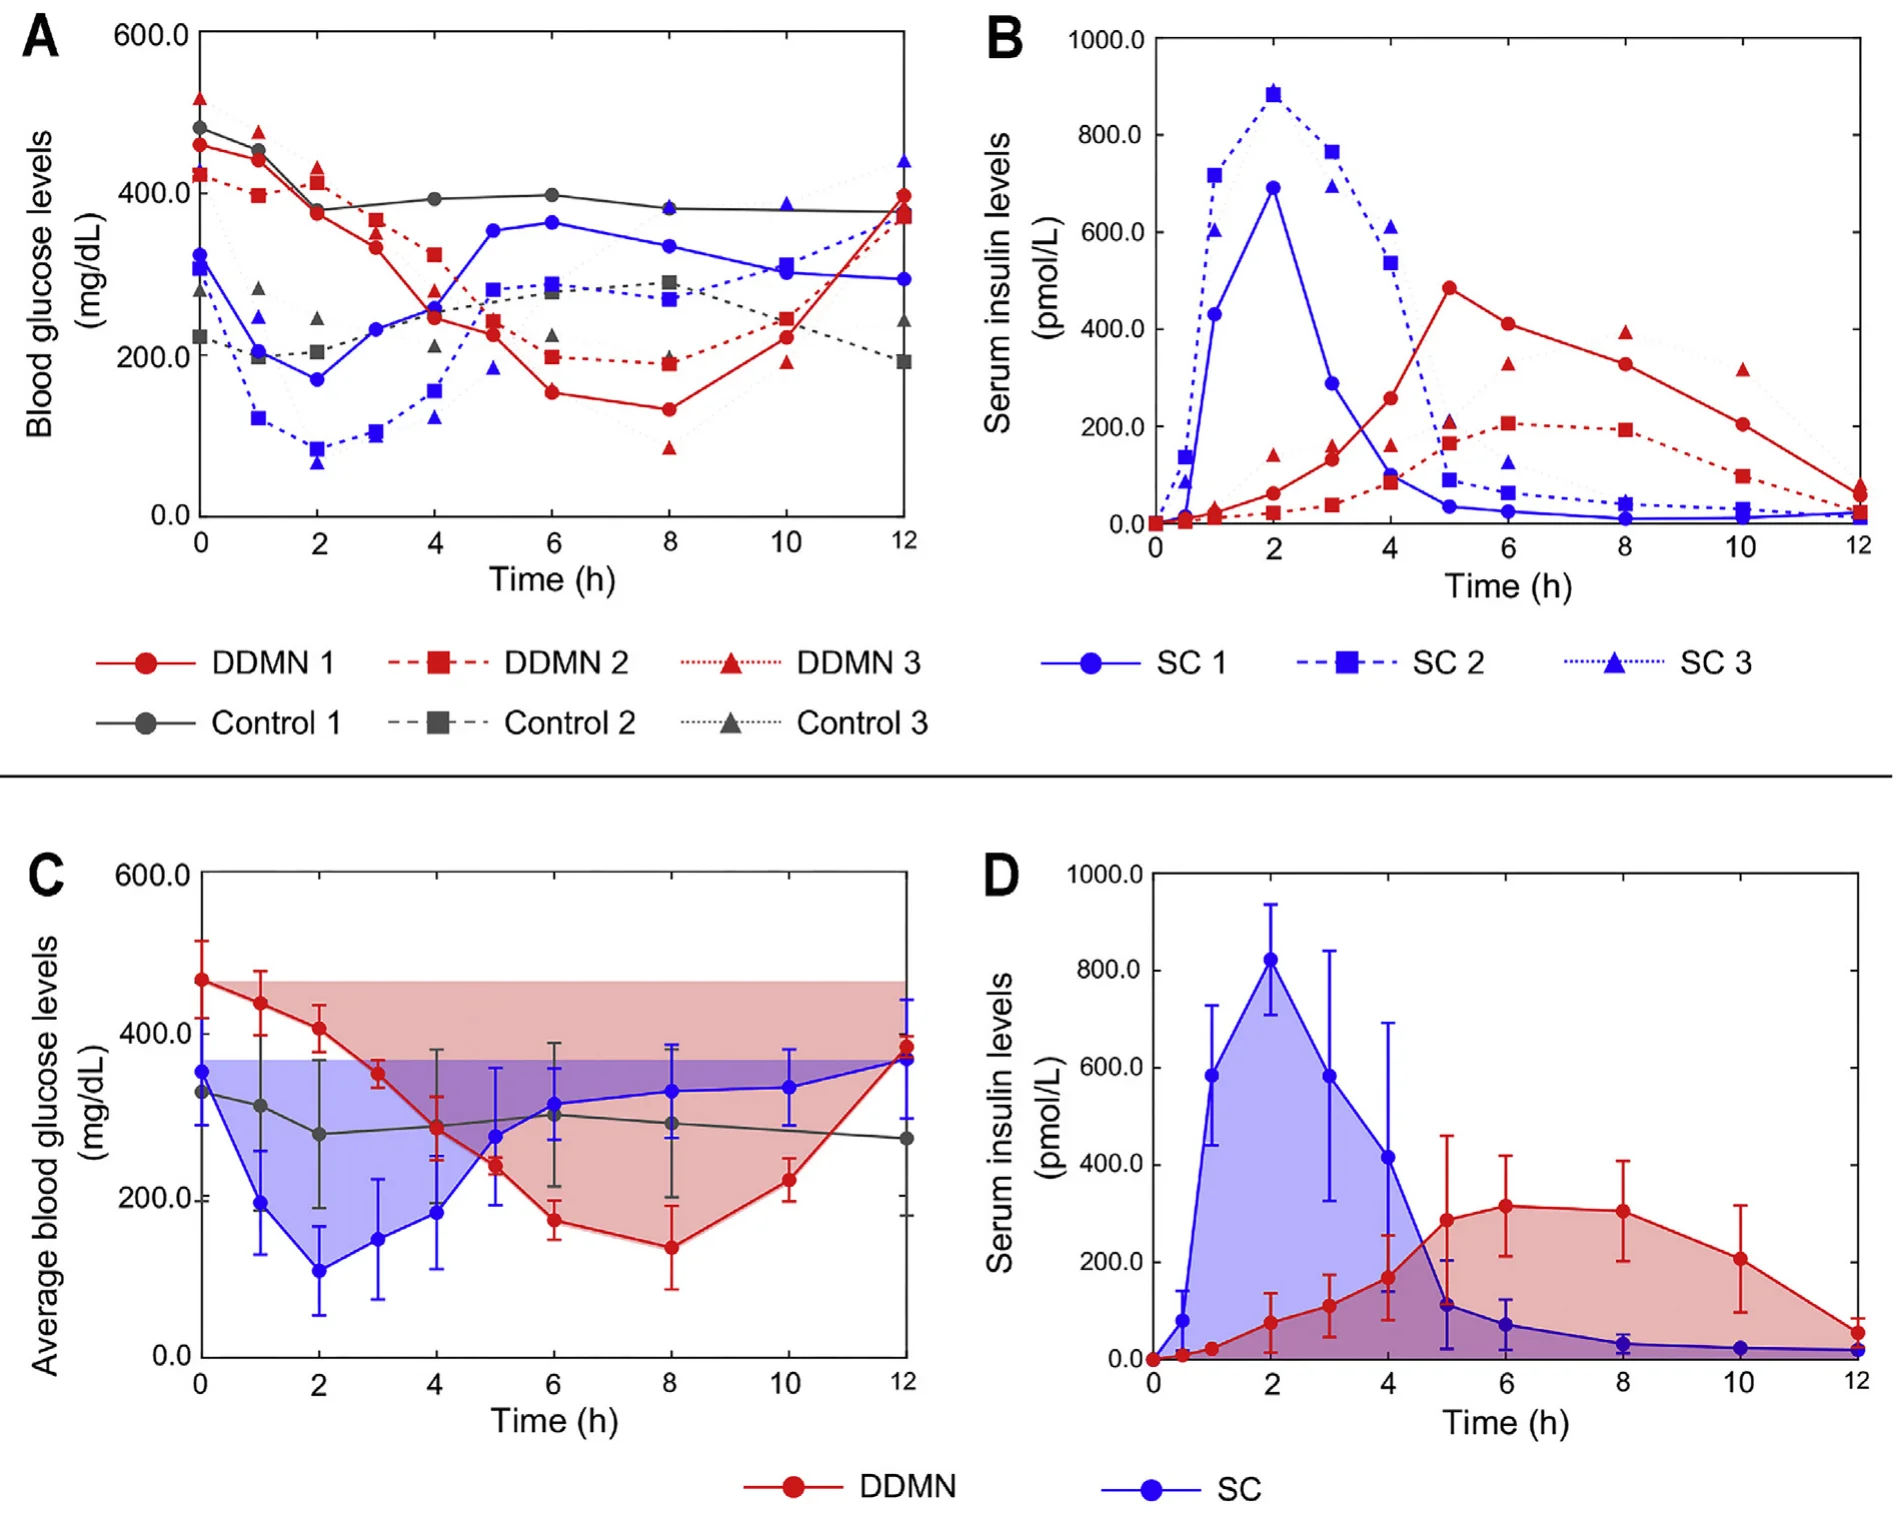 A
600.0
400.0
200.0
0.0
Blood glucose levels
(mg/dL)
0 2 4 6 8 10 12
Time (h)
B
1000.0
800.0
600.0
400.0
200.0
0.0
Serum insulin levels
(pmol/L)
0 2 4 6 8 10 12
Time (h)
DDMN 1 DDMN 2 DDMN 3 SC 1 SC 2 SC 3
Control 1 Control 2 Control 3
C
600.0
400.0
200.0
0.0
Average blood glucose levels
(mg/dL)
0 2 4 6 8 10 12
Time (h)
D
1000.0
800.0
600.0
400.0
200.0
0.0
Serum insulin levels
(pmol/L)
0 2 4 6 8 10 12
Time (h)
DDMN SC